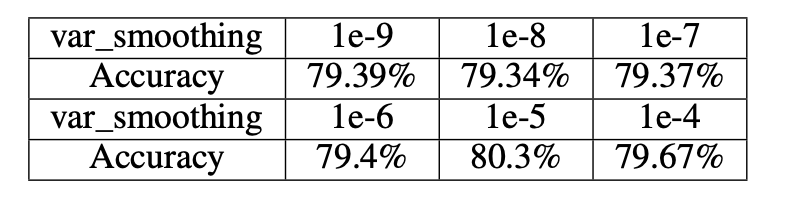 var_smoothing 1e-9 1e-8 1e-7
Accuracy 79.39% 79.34% 79.37%
var_smoothing 1e-6 1e-5 1e-4
Accuracy 79.4% 80.3% 79.67%